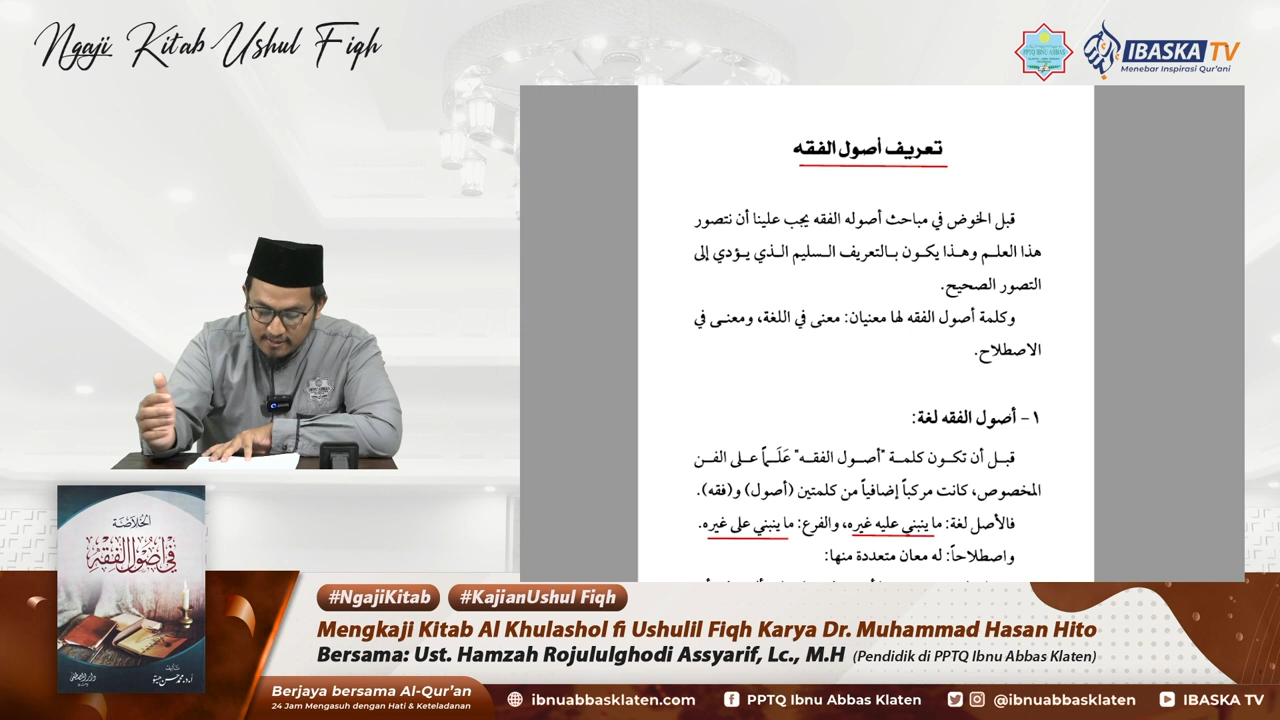 Ngaji Kitab Ushul Fiqh
PPTQ IBNU ABBAS
IBASKA TV
Menebar Inspirasi Qur'ani
تعريف أصول الفقه
قبل الخوض في مباحث أصوله الفقه يجب علينا أن نتصور
هذا العلم وهذا يكون بالتعريف السليم الذي يؤدي إلى
التصور الصحيح.
وكلمة أصول الفقه لها معنيان: معنى في اللغة، ومعنى في
الاصطلاح.
١- أصول الفقه لغة:
قبل أن تكون كلمة "أصول الفقه" عَلَماً على الفن
المخصوص، كانت مركباً إضافياً من كلمتين (أصول) و(فقه).
فالأصل لغة: ما ينبني عليه غيره، والفرع: ما ينبني على غيره.
واصطلاحاً: له معان متعددة منها:
الخلاصة
في أصول الفقه
تأليف
#NgajiKitab #KajianUshul Fiqh
Mengkaji Kitab Al Khulashol fi Ushulil Fiqh Karya Dr. Muhammad Hasan Hito
Bersama: Ust. Hamzah Rojululghodi Assyarif, Lc., M.H (Pendidik di PPTQ Ibnu Abbas Klaten)
Berjaya bersama Al-Qur'an
24 Jam Mengasuh dengan Hati & Keteladanan
ibnuabbasklaten.com PPTQ Ibnu Abbas Klaten @ibnuabbasklaten IBASKA TV